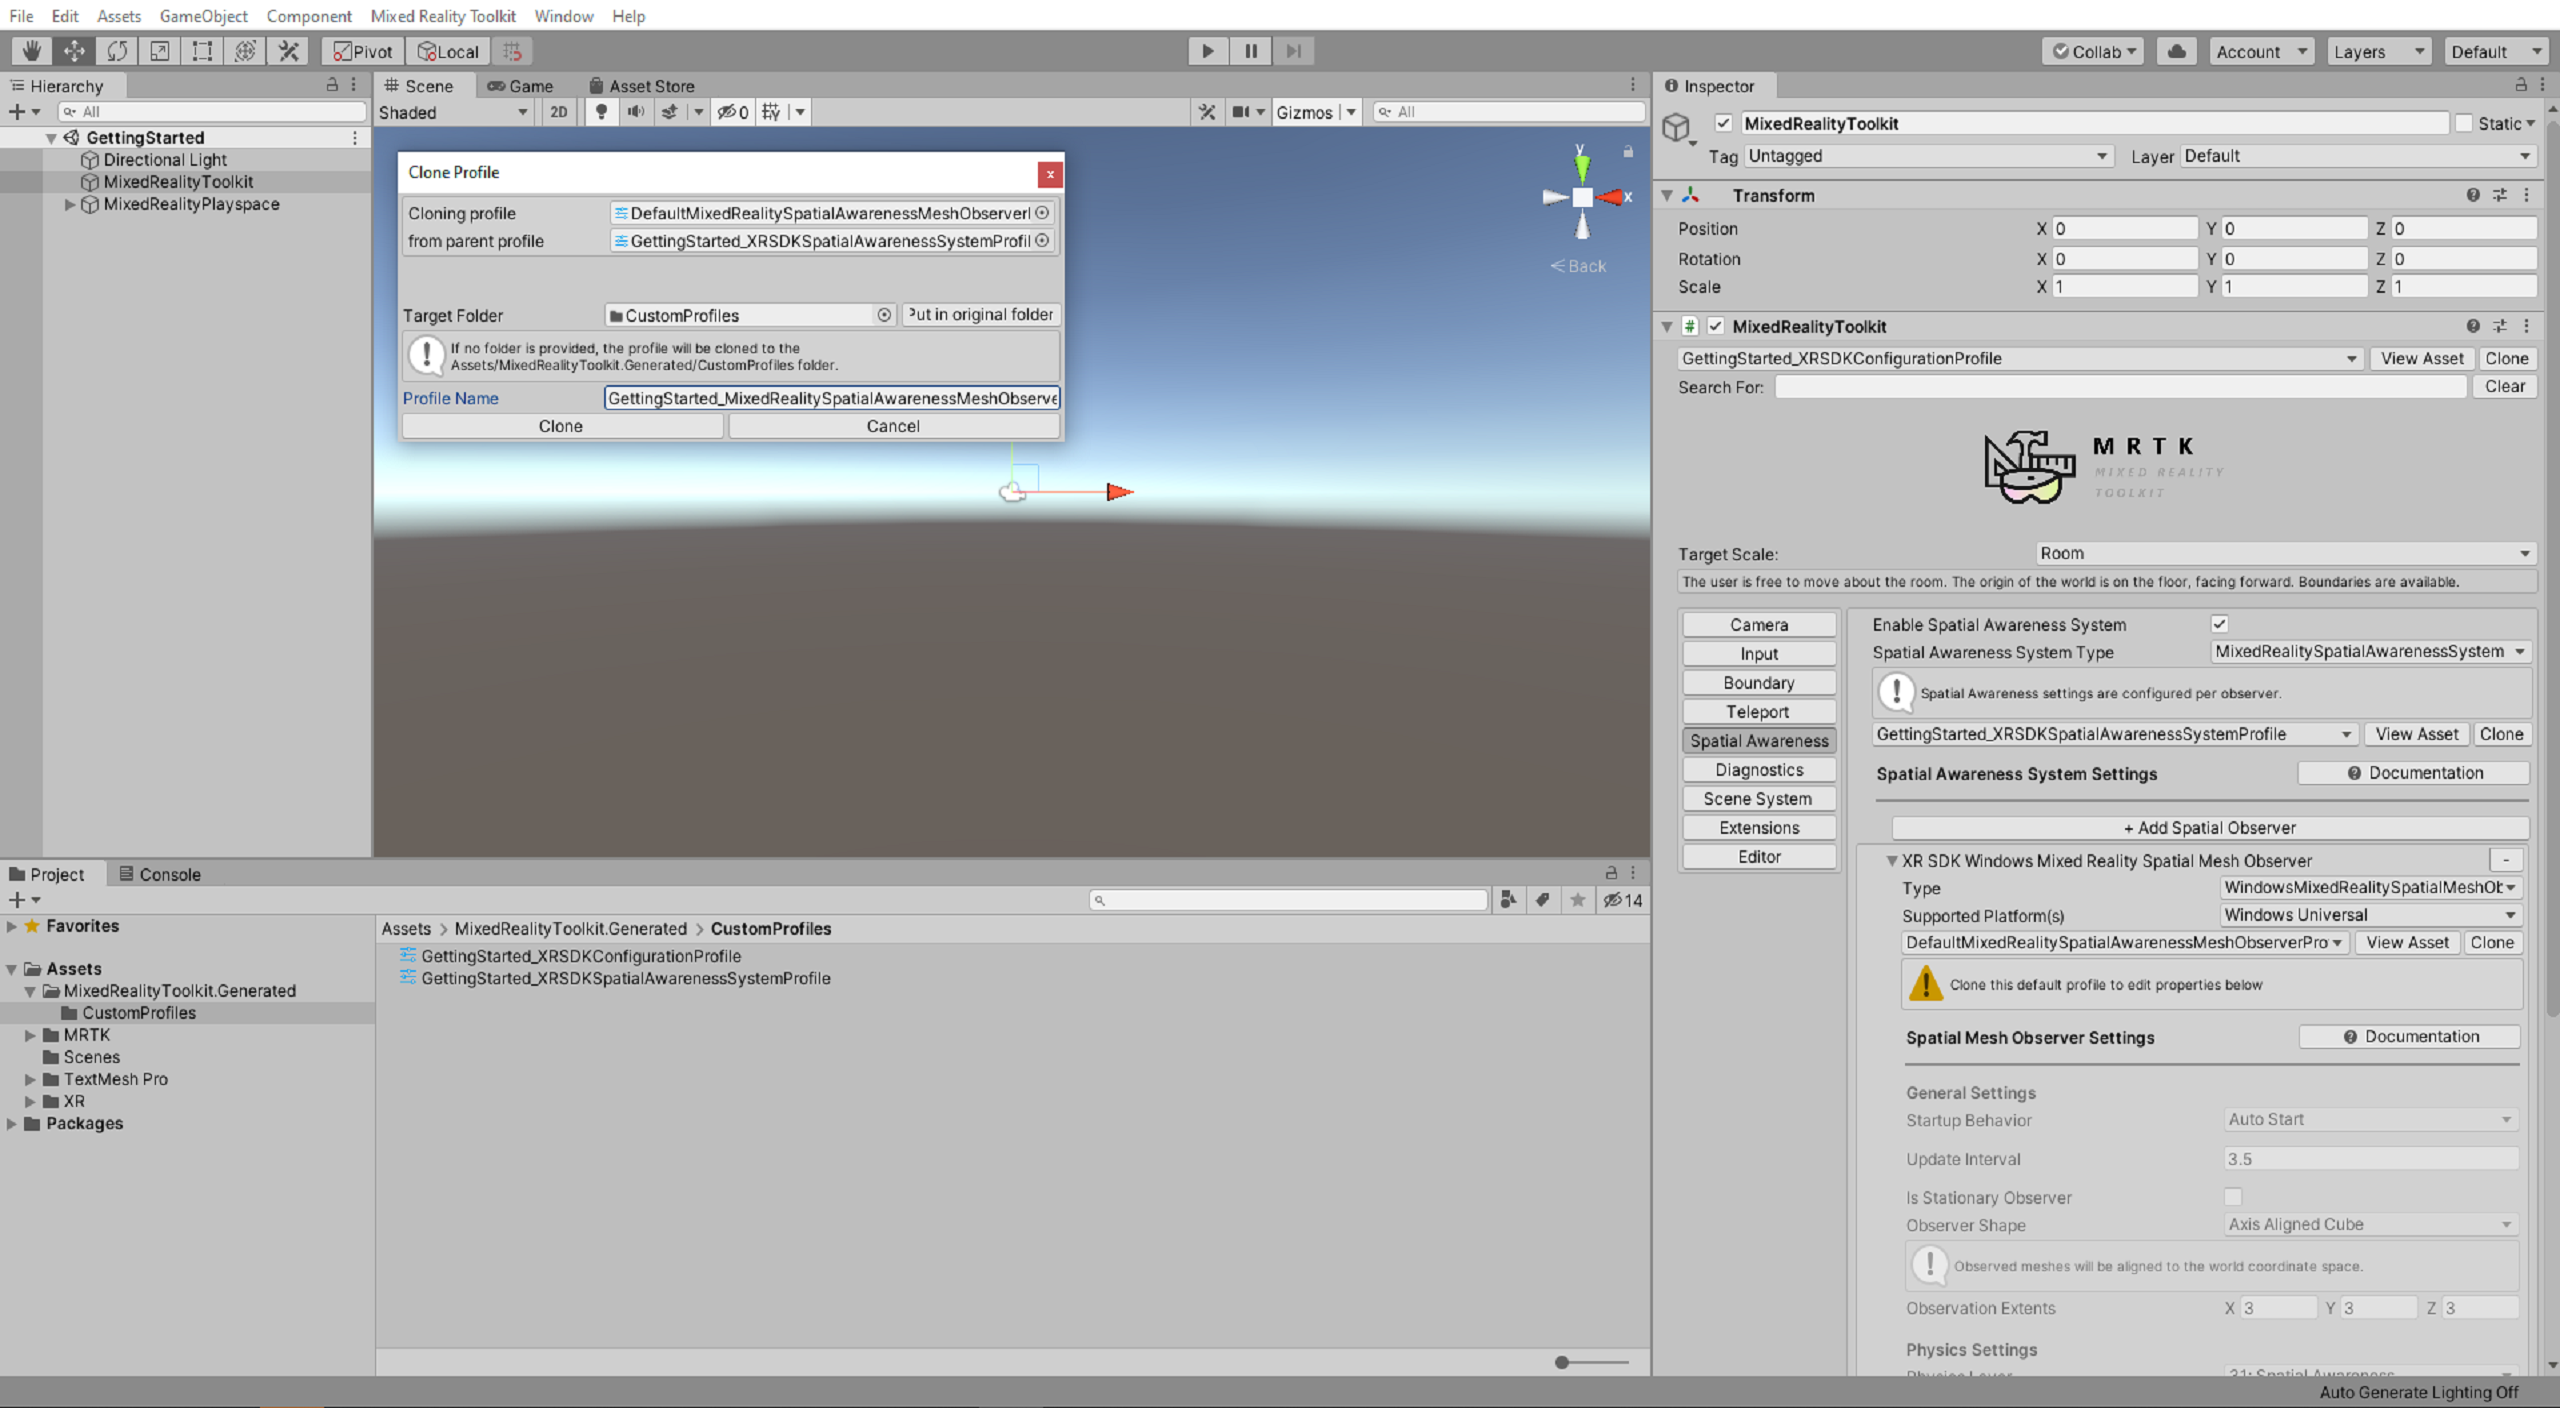 File Edit Assets GameObject Component Mixed Reality Toolkit Window Help
Pivot Local Collab Account Layers Default
Hierarchy
All
GettingStarted
Directional Light
MixedRealityToolkit
MixedRealityPlayspace
Scene Game Asset Store
Shaded 2D 0 Gizmos All
y
x
Back
Clone Profile
x
Cloning profile DefaultMixedRealitySpatialAwarenessMeshObserver
from parent profile GettingStarted_XRSDKSpatialAwarenessSystemProfil
Target Folder CustomProfiles ut in original folder
If no folder is provided, the profile will be cloned to the
Assets/MixedRealityToolkit.Generated/CustomProfiles folder.
Profile Name GettingStarted_MixedRealitySpatialAwarenessMeshObserve
Clone Cancel
Project Console
14
Favorites
Assets
MixedRealityToolkit.Generated
CustomProfiles
MRTK
Scenes
TextMesh Pro
XR
Packages
Assets > MixedRealityToolkit.Generated > CustomProfiles
GettingStarted_XRSDKConfigurationProfile
GettingStarted_XRSDKSpatialAwarenessSystemProfile
Inspector
MixedRealityToolkit Static
Tag Untagged Layer Default
Transform
Position X 0 Y 0 Z 0
Rotation X 0 Y 0 Z 0
Scale X 1 Y 1 Z 1
# MixedRealityToolkit
GettingStarted_XRSDKConfigurationProfile View Asset Clone
Search For: Clear
MRTK
MIXED REALITY
TOOLKIT
Target Scale: Room
The user is free to move about the room. The origin of the world is on the floor, facing forward. Boundaries are available.
Camera
Input
Boundary
Teleport
Spatial Awareness
Diagnostics
Scene System
Extensions
Editor
Enable Spatial Awareness System
Spatial Awareness System Type MixedRealitySpatialAwarenessSystem
Spatial Awareness settings are configured per observer.
GettingStarted_XRSDKSpatialAwarenessSystemProfile View Asset Clone
Spatial Awareness System Settings Documentation
+ Add Spatial Observer
XR SDK Windows Mixed Reality Spatial Mesh Observer -
Type WindowsMixedRealitySpatialMeshOb
Supported Platform(s) Windows Universal
DefaultMixedRealitySpatialAwarenessMeshObserverPro View Asset Clone
Clone this default profile to edit properties below
Spatial Mesh Observer Settings Documentation
General Settings
Startup Behavior Auto Start
Update Interval 3.5
Is Stationary Observer
Observer Shape Axis Aligned Cube
Observed meshes will be aligned to the world coordinate space.
Observation Extents X 3 Y 3 Z 3
Physics Settings
Physics Layer 31: Spatial Awareness
Auto Generate Lighting Off